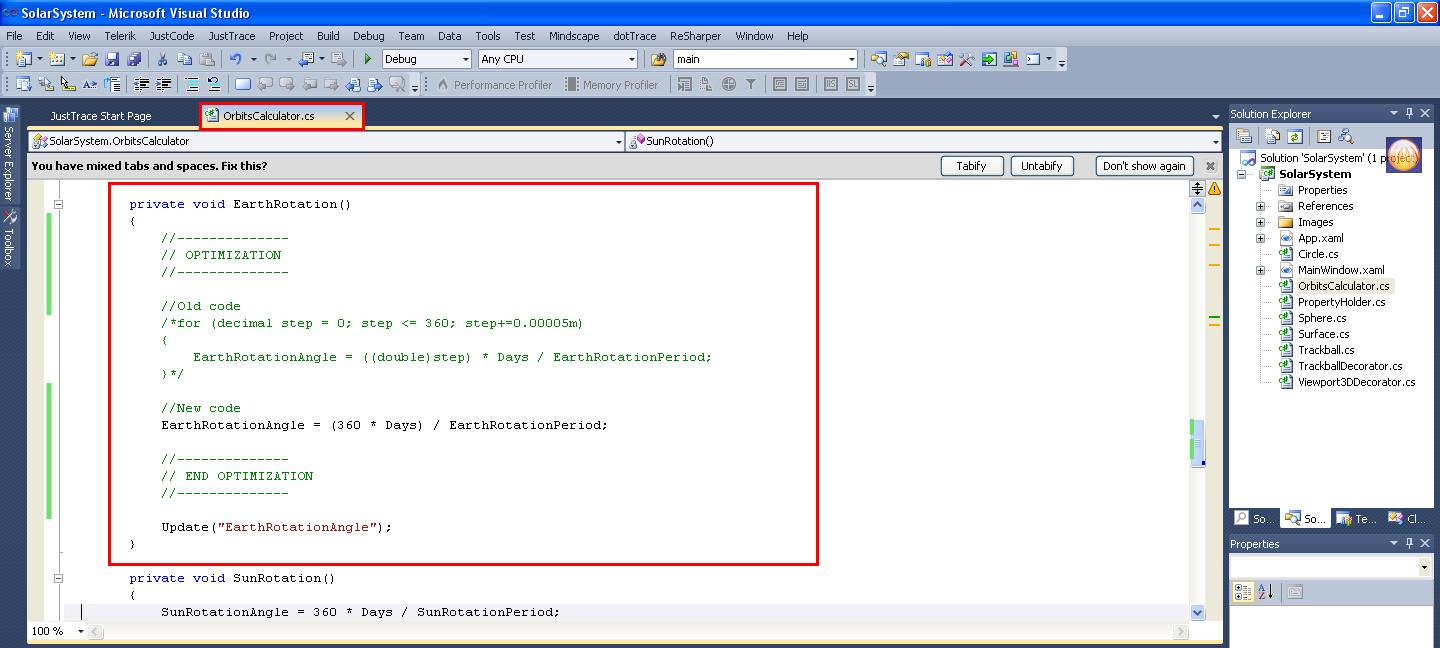 SolarSystem - Microsoft Visual Studio
File Edit View Telerik JustCode JustTrace Project Build Debug Team Data Tools Test Mindscape dotTrace ReSharper Window Help
Debug Any CPU main
Performance Profiler Memory Profiler
JustTrace Start Page OrbitsCalculator.cs
SolarSystem.OrbitsCalculator SunRotation()
You have mixed tabs and spaces. Fix this? Tabify Untabify Don't show again
Server Explorer
Toolbox
private void EarthRotation()
{
//--------------
// OPTIMIZATION
//--------------
//Old code
/*for (decimal step = 0; step <= 360; step+=0.00005m)
{
EarthRotationAngle = ((double)step) * Days / EarthRotationPeriod;
}*/
//New code
EarthRotationAngle = (360 * Days) / EarthRotationPeriod;
//--------------
// END OPTIMIZATION
//--------------
Update("EarthRotationAngle");
}
private void SunRotation()
{
SunRotationAngle = 360 * Days / SunRotationPeriod;
100 %
Solution Explorer
Solution 'SolarSystem' (1 project)
SolarSystem
Properties
References
Images
App.xaml
Circle.cs
MainWindow.xaml
OrbitsCalculator.cs
PropertyHolder.cs
Sphere.cs
Surface.cs
Trackball.cs
TrackballDecorator.cs
Viewport3DDecorator.cs
So... So... Te... Cl...
Properties